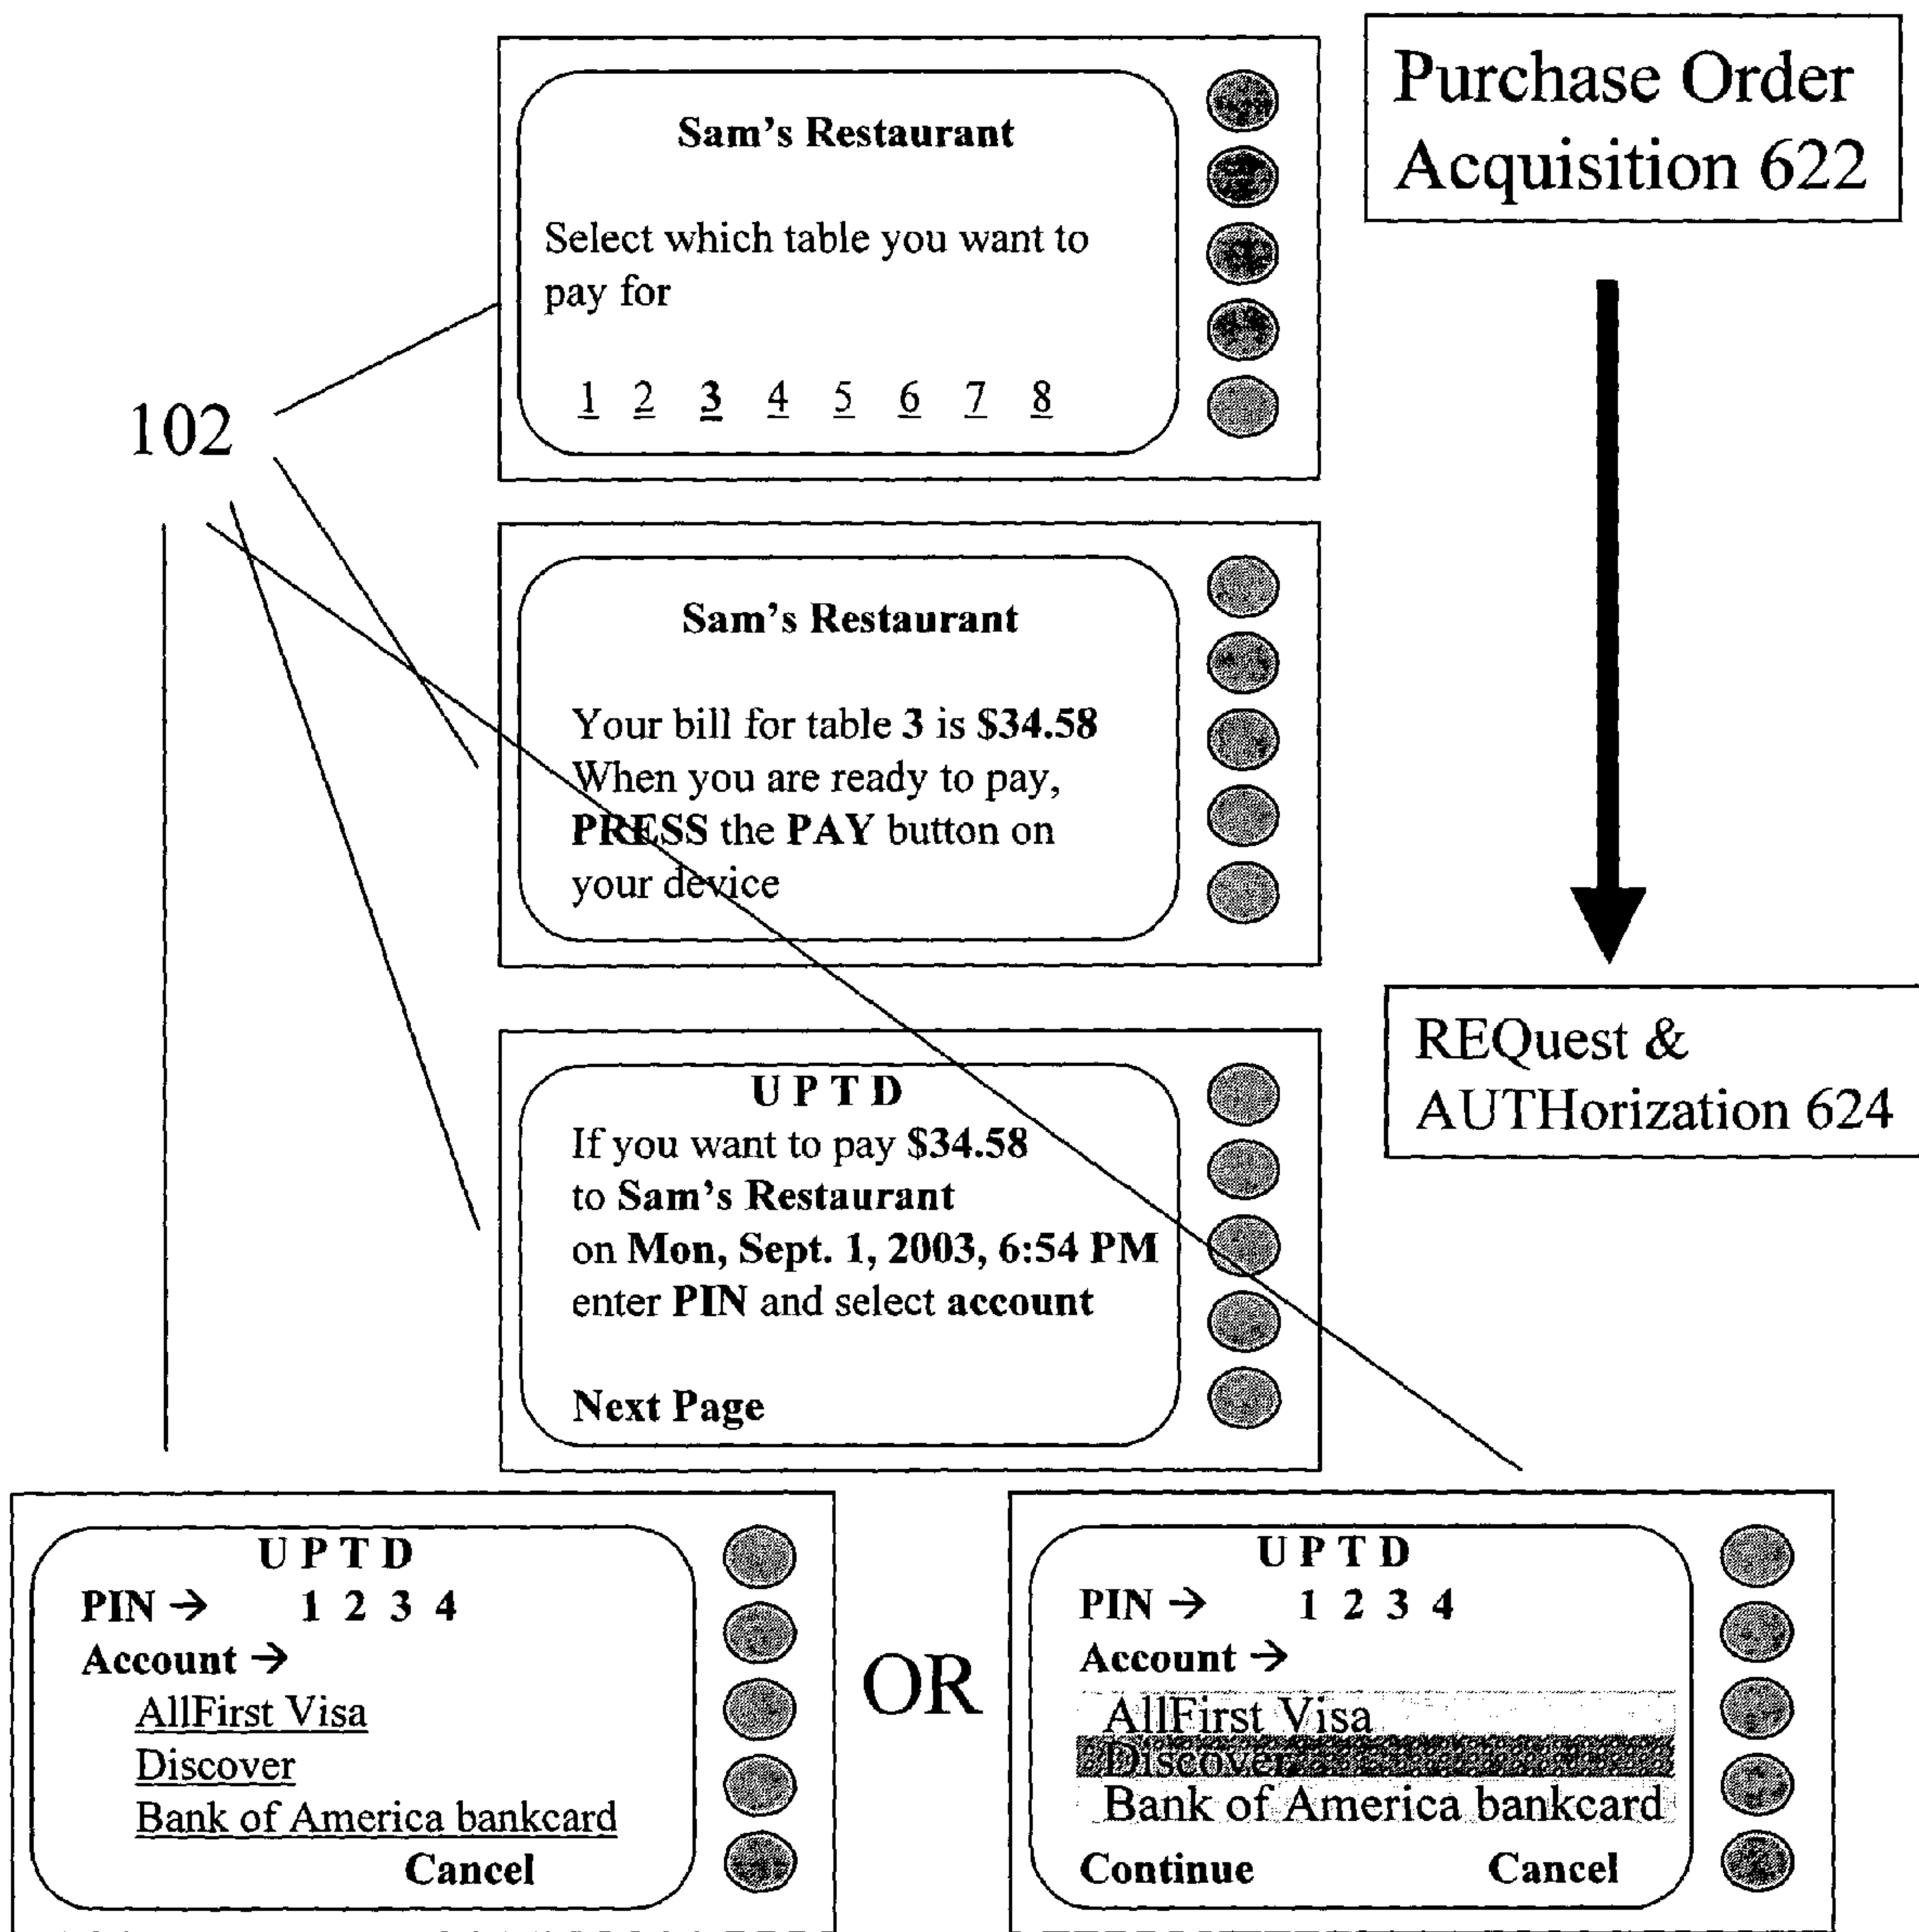 Purchase Order
Acquisition 622
Sam's Restaurant
Select which table you want to
pay for
1 2 3 4 5 6 7 8
102
Sam's Restaurant
Your bill for table 3 is $34.58
When you are ready to pay,
PRESS the PAY button on
your device
REQuest &
AUTHorization 624
U P T D
If you want to pay $34.58
to Sam's Restaurant
on Mon, Sept. 1, 2003, 6:54 PM
enter PIN and select account
Next Page
U P T D
PIN → 1 2 3 4
Account →
AllFirst Visa
Discover
Bank of America bankcard
Cancel
OR
U P T D
PIN → 1 2 3 4
Account →
AllFirst Visa
Discover
Bank of America bankcard
Continue Cancel